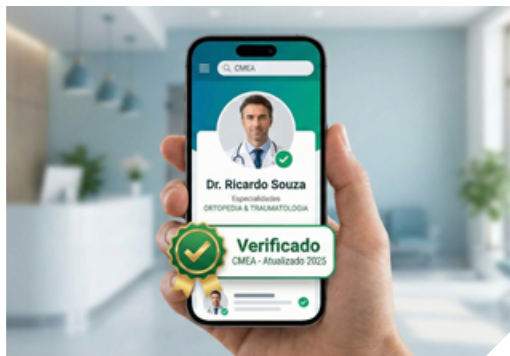 CMEA
Dr. Ricardo Souza
Especialidades
ORTOPEDIA & TRAUMATOLOGIA
Verificado
CMEA - Atualizado 2025